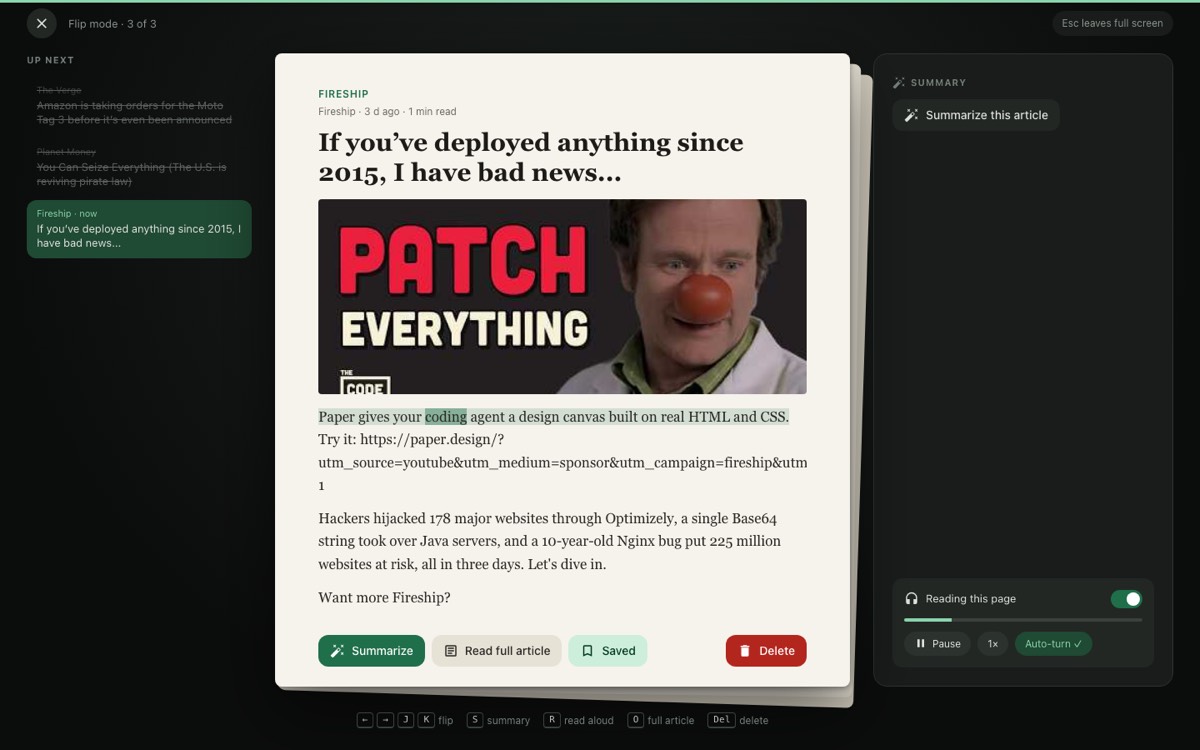 Flip mode · 3 of 3
Esc leaves full screen
UP NEXT
The Verge
Amazon is taking orders for the Moto
Tag 3 before it's even been announced
Planet Money
You Can Seize Everything (The U.S. is
reviving pirate law)
Fireship · now
If you've deployed anything since 2015, I
have bad news...
FIRESHIP
Fireship · 3 d ago · 1 min read
If you’ve deployed anything since
2015, I have bad news...
PATCH
EVERYTHING
THE
CODE
Paper gives your coding agent a design canvas built on real HTML and CSS.
Try it: https://paper.design/?
utm_source=youtube&utm_medium=sponsor&utm_campaign=fireship&utm
1
Hackers hijacked 178 major websites through Optimizely, a single Base64
string took over Java servers, and a 10-year-old Nginx bug put 225 million
websites at risk, all in three days. Let's dive in.
Want more Fireship?
Summarize
Read full article
Saved
Delete
SUMMARY
Summarize this article
Reading this page
Pause
1×
Auto-turn ✓
← → J K flip S summary R read aloud O full article Del delete